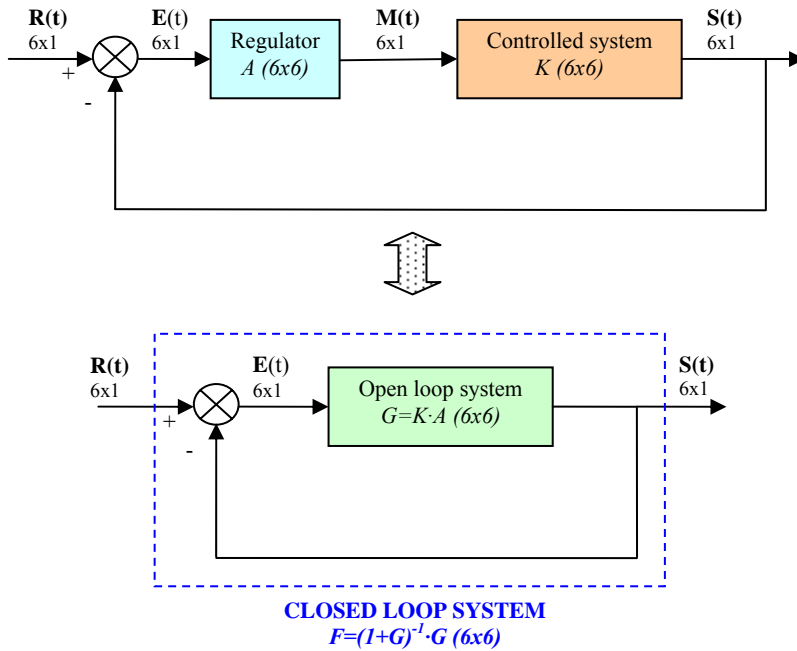 R(t)
6x1
E(t)
6x1
Regulator
A (6x6)
M(t)
6x1
Controlled system
K (6x6)
S(t)
6x1
+
-
R(t)
6x1
E(t)
6x1
Open loop system
G=K·A (6x6)
S(t)
6x1
+
-
CLOSED LOOP SYSTEM
F=(1+G)⁻¹·G (6x6)